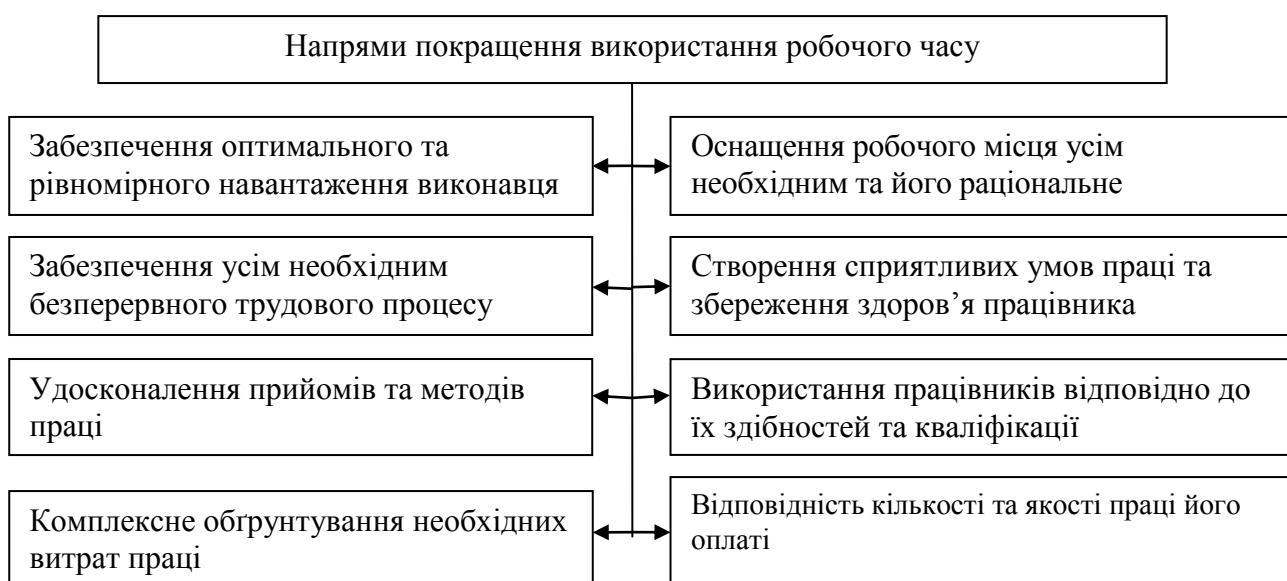 Напрями покращення використання робочого часу
Забезпечення оптимального та
рівномірного навантаження виконавця
Оснащення робочого місця усім
необхідним та його раціональне
Забезпечення усім необхідним
безперервного трудового процесу
Створення сприятливих умов праці та
збереження здоров’я працівника
Удосконалення прийомів та методів
праці
Використання працівників відповідно до
їх здібностей та кваліфікації
Комплексне обґрунтування необхідних
витрат праці
Відповідність кількості та якості праці його
оплаті